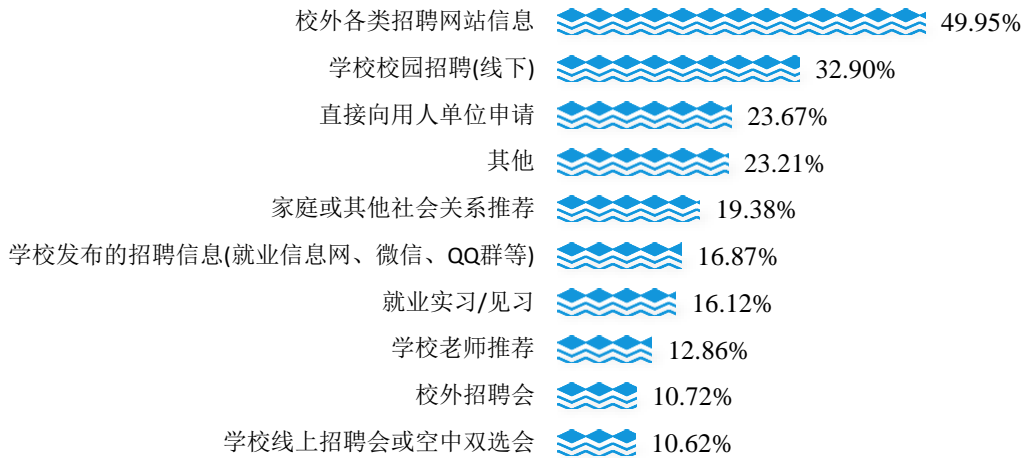 校外各类招聘网站信息 49.95%
学校校园招聘(线下) 32.90%
直接向用人单位申请 23.67%
其他 23.21%
家庭或其他社会关系推荐 19.38%
学校发布的招聘信息(就业信息网、微信、QQ群等) 16.87%
就业实习/见习 16.12%
学校老师推荐 12.86%
校外招聘会 10.72%
学校线上招聘会或空中双选会 10.62%